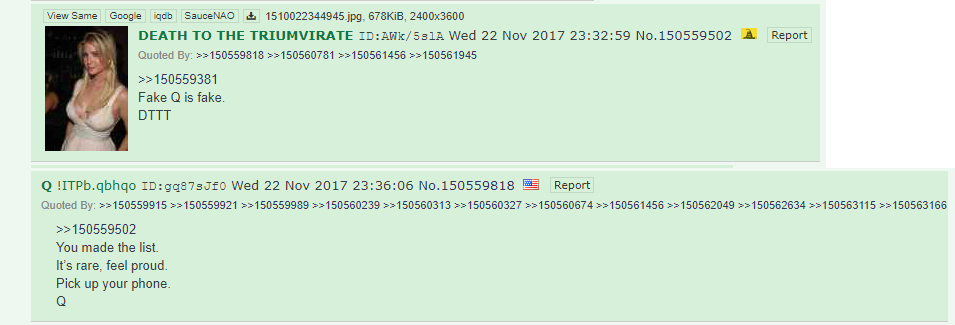 View Same Google iqdb SauceNAO 1510022344945.jpg, 678KiB, 2400x3600
DEATH TO THE TRIUMVIRATE ID:AWk/5slA Wed 22 Nov 2017 23:32:59 No.150559502 Report
Quoted By: >>150559818 >>150560781 >>150561456 >>150561945
>>150559381
Fake Q is fake.
DTTT
Q !ITPb.qbhqo ID:gq87sJf0 Wed 22 Nov 2017 23:36:06 No.150559818 Report
Quoted By: >>150559915 >>150559921 >>150559989 >>150560239 >>150560313 >>150560327 >>150560674 >>150561456 >>150562049 >>150562634 >>150563115 >>150563166
>>150559502
You made the list.
It's rare, feel proud.
Pick up your phone.
Q